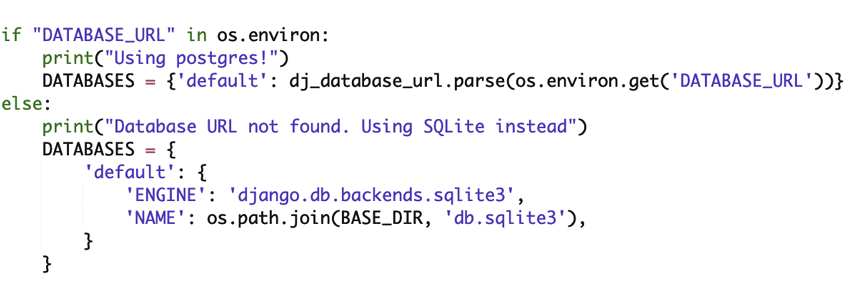 if "DATABASE_URL" in os.environ:
    print("Using postgres!")
    DATABASES = {'default': dj_database_url.parse(os.environ.get('DATABASE_URL'))}
else:
    print("Database URL not found. Using SQLite instead")
    DATABASES = {
        'default': {
            'ENGINE': 'django.db.backends.sqlite3',
            'NAME': os.path.join(BASE_DIR, 'db.sqlite3'),
        }
    }